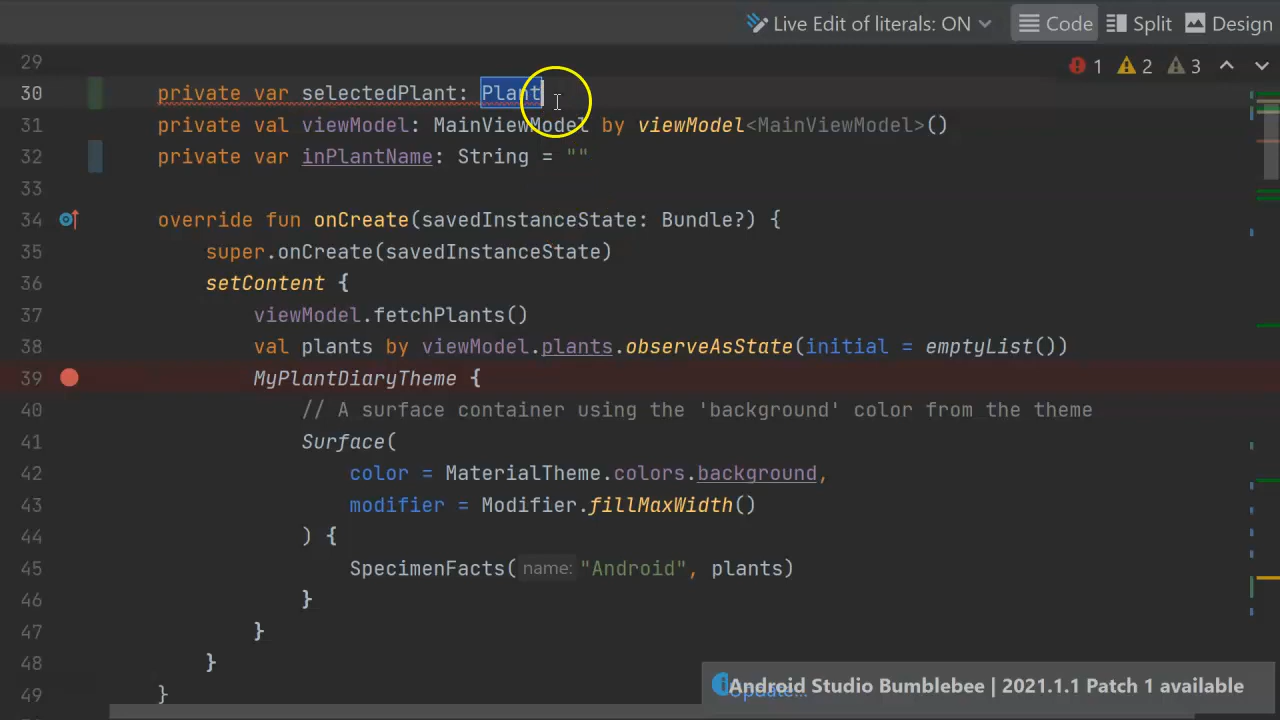 Live Edit of literals: ON Code Split Design
29
1 2 3
30 private var selectedPlant: Plant
31 private val viewModel: MainViewModel by viewModel<MainViewModel>()
32 private var inPlantName: String = ""
33
34 override fun onCreate(savedInstanceState: Bundle?) {
35 super.onCreate(savedInstanceState)
36 setContent {
37 viewModel.fetchPlants()
38 val plants by viewModel.plants.observeAsState(initial = emptyList())
39 MyPlantDiaryTheme {
40 // A surface container using the 'background' color from the theme
41 Surface(
42 color = MaterialTheme.colors.background,
43 modifier = Modifier.fillMaxWidth()
44 ) {
45 SpecimenFacts( name: "Android", plants)
46 }
47 }
48 }
49 }
Android Studio Bumblebee | 2021.1.1 Patch 1 available
Update...